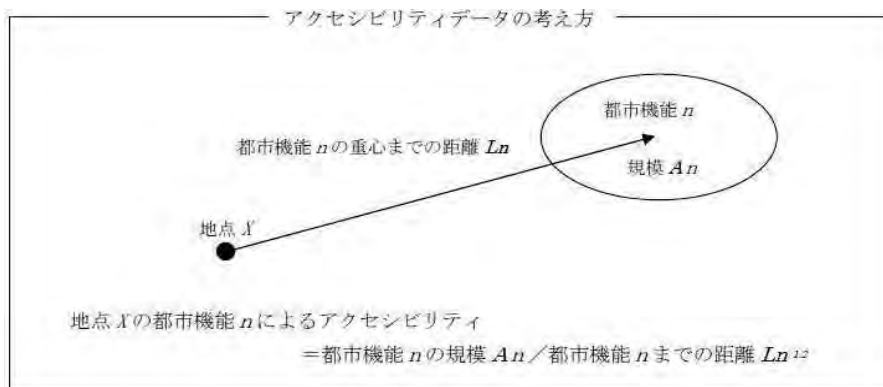 アクセシビリティデータの考え方
都市機能 n
都市機能 n の重心までの距離 Ln
規模 An
地点 X
地点 X の都市機能 n によるアクセシビリティ
=都市機能 n の規模 An／都市機能 n までの距離 Ln 1.2